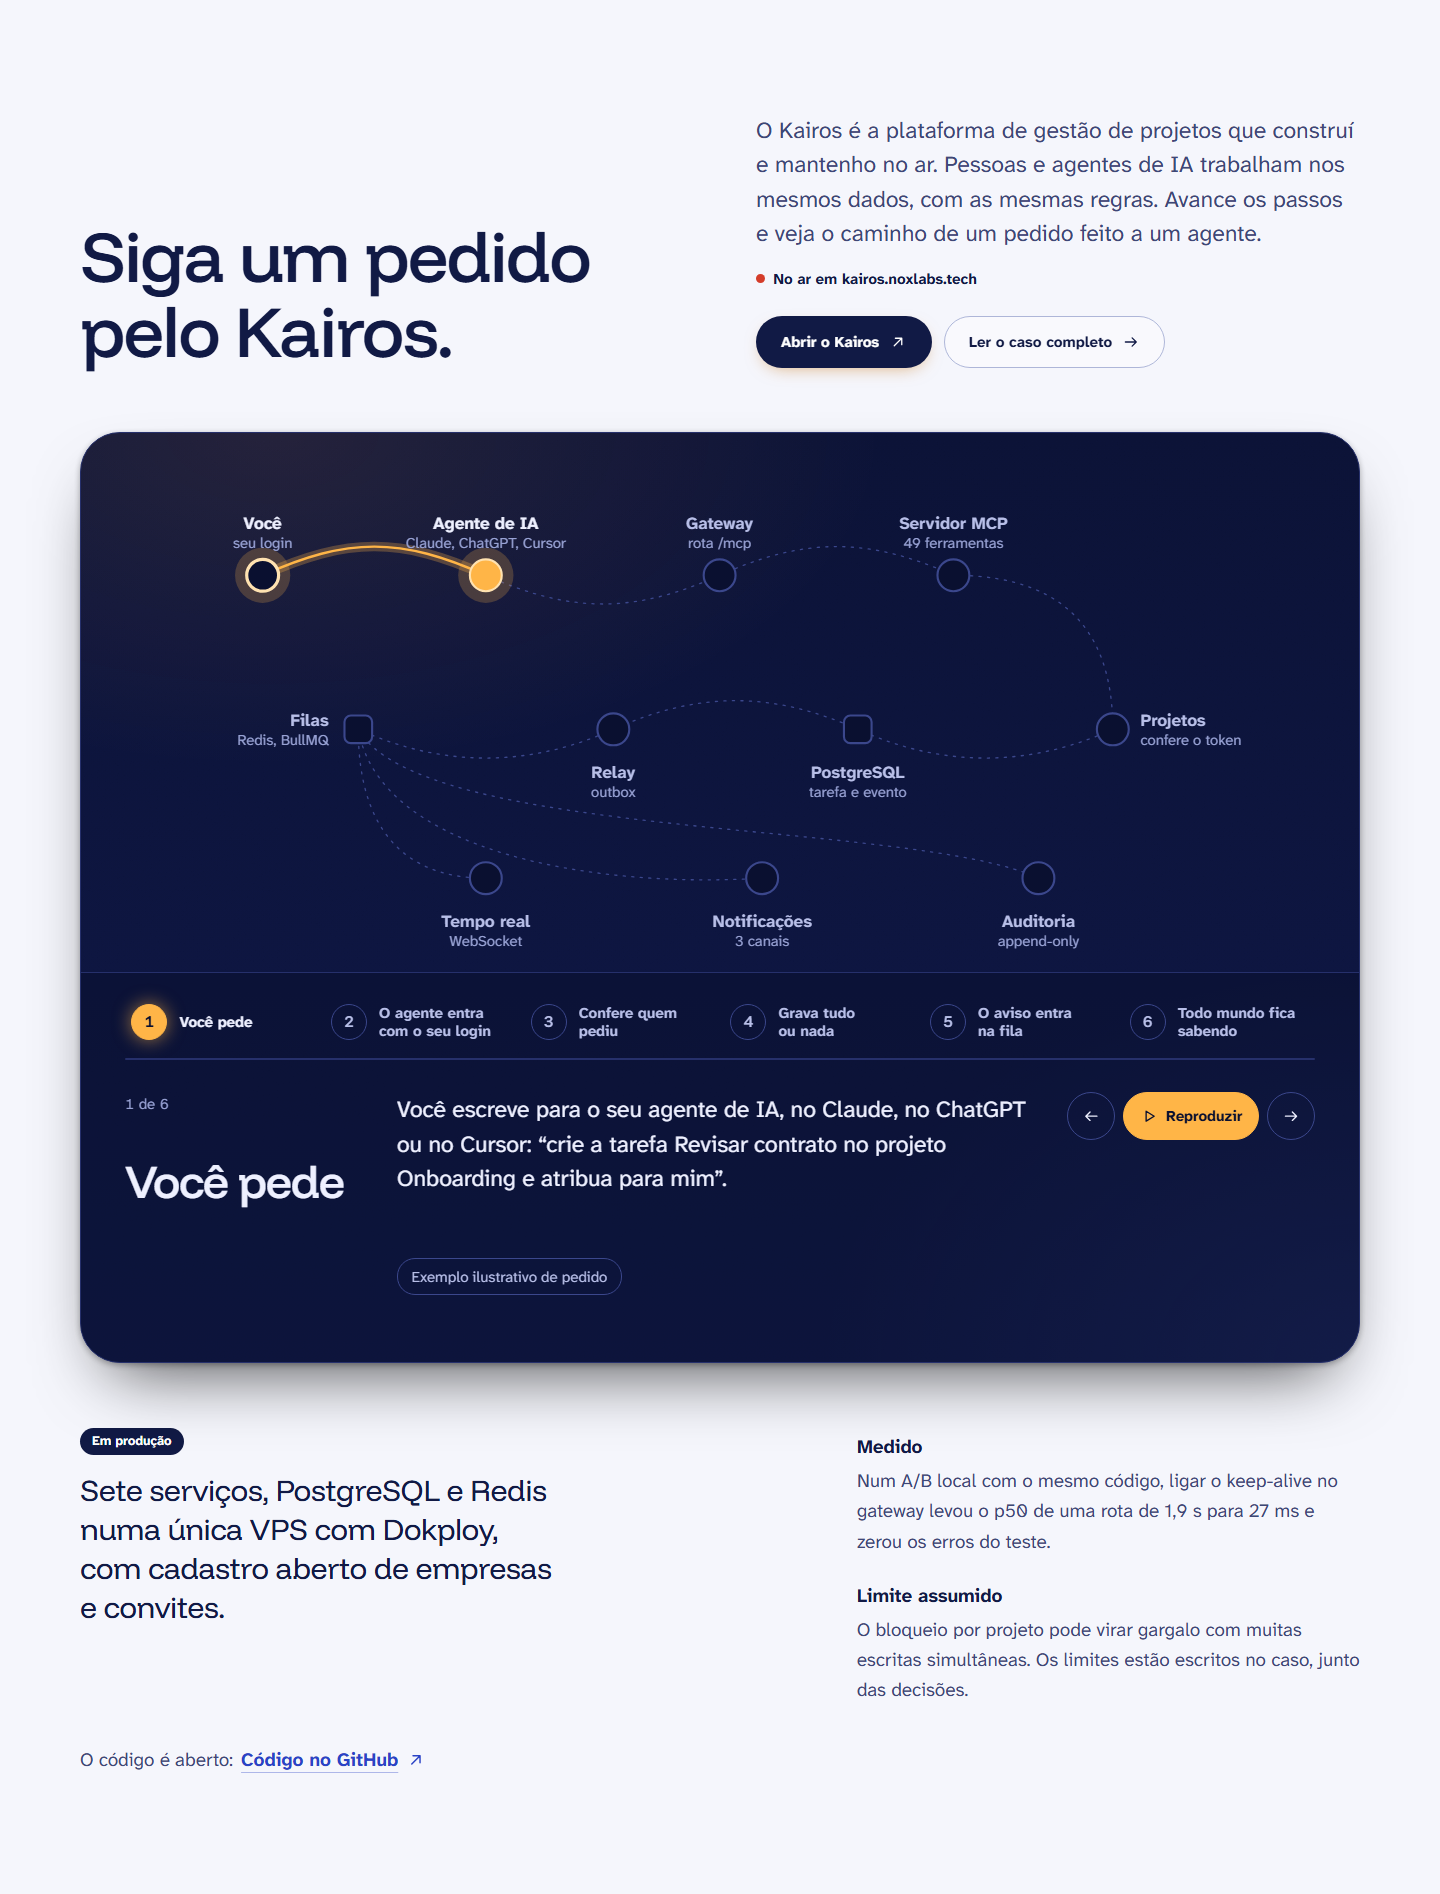 Siga um pedido
pelo Kairos.
O Kairos é a plataforma de gestão de projetos que construí
e mantenho no ar. Pessoas e agentes de IA trabalham nos
mesmos dados, com as mesmas regras. Avance os passos
e veja o caminho de um pedido feito a um agente.
No ar em kairos.noxlabs.tech
Abrir o Kairos
Ler o caso completo
Você
seu login
Agente de IA
Claude, ChatGPT, Cursor
Gateway
rota /mcp
Servidor MCP
49 ferramentas
Filas
Redis, BullMQ
Relay
outbox
PostgreSQL
tarefa e evento
Projetos
confere o token
Tempo real
WebSocket
Notificações
3 canais
Auditoria
append-only
1
Você pede
2
O agente entra
com o seu login
3
Confere quem
pediu
4
Grava tudo
ou nada
5
O aviso entra
na fila
6
Todo mundo fica
sabendo
1 de 6
Você pede
Você escreve para o seu agente de IA, no Claude, no ChatGPT
ou no Cursor: “crie a tarefa Revisar contrato no projeto
Onboarding e atribua para mim”.
Reproduzir
Exemplo ilustrativo de pedido
Em produção
Sete serviços, PostgreSQL e Redis
numa única VPS com Dokploy,
com cadastro aberto de empresas
e convites.
Medido
Num A/B local com o mesmo código, ligar o keep-alive no
gateway levou o p50 de uma rota de 1,9 s para 27 ms e
zerou os erros do teste.
Limite assumido
O bloqueio por projeto pode virar gargalo com muitas
escritas simultâneas. Os limites estão escritos no caso, junto
das decisões.
O código é aberto: Código no GitHub